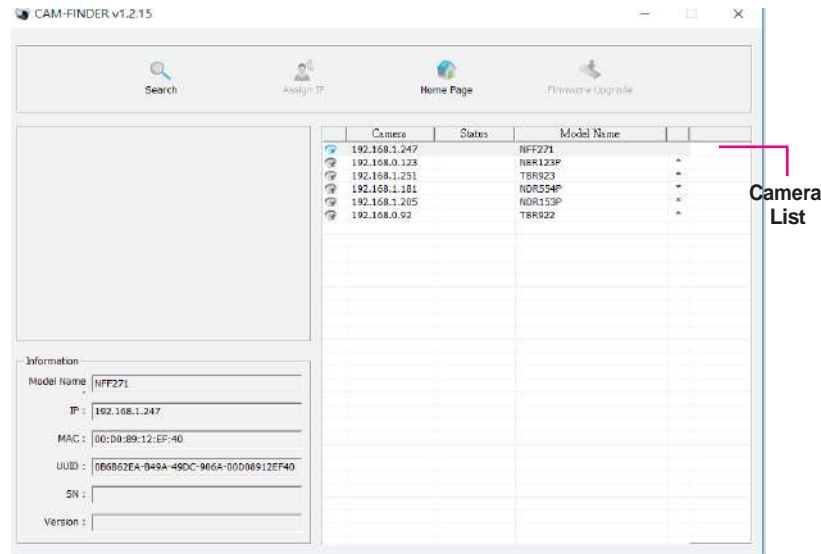 CAM-FINDER v1.2.15
Search
Assign IP
Home Page
Firmware Upgrade
Camera Status Model Name
192.168.1.247 NFF271
192.168.0.123 NBR123P *
192.168.1.251 TBR923 *
192.168.1.181 NDR554P *
192.168.1.205 NDR153P *
192.168.0.92 TBR922 *
Camera
List
Information
Model Name : NFF271
IP : 192.168.1.247
MAC : 00:D0:89:12:EF:40
UUID : 0B6B62EA-B49A-49DC-906A-00D08912EF40
SN :
Version :